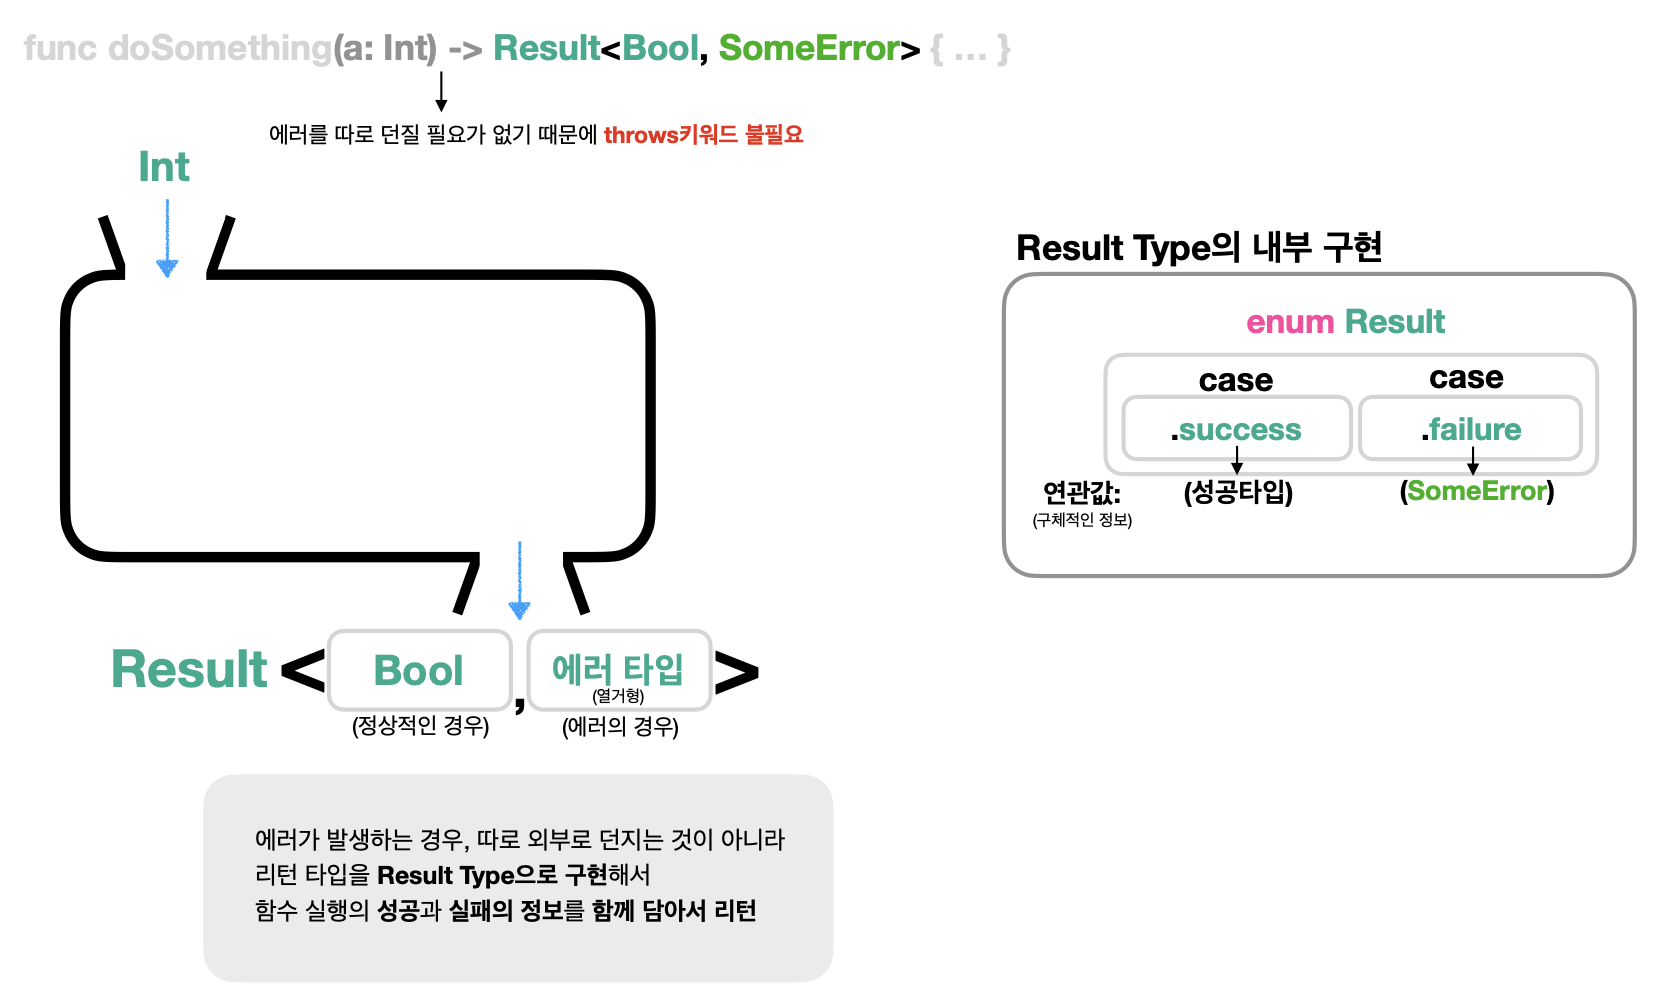 func doSomething(a: Int) -> Result<Bool, SomeError> { ... }
에러를 따로 던질 필요가 없기 때문에 throws키워드 불필요
Int
Result Type의 내부 구현
enum Result
case
case
.success
.failure
연관값:
(성공타입)
(SomeError)
(구체적인 정보)
Result < Bool , 에러 타입 >
(열거형)
(정상적인 경우)
(에러의 경우)
에러가 발생하는 경우, 따로 외부로 던지는 것이 아니라
리턴 타입을 Result Type으로 구현해서
함수 실행의 성공과 실패의 정보를 함께 담아서 리턴